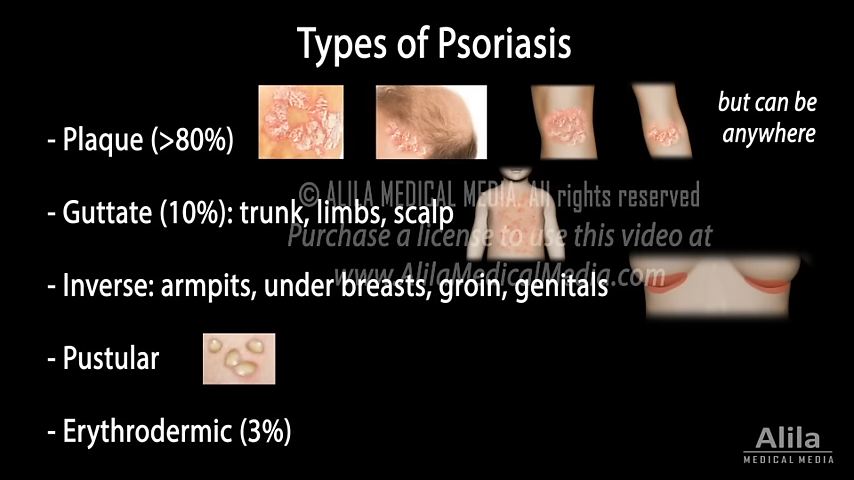 Types of Psoriasis
- Plaque (>80%)
but can be
anywhere
© ALILA MEDICAL MEDIA. All rights reserved
- Guttate (10%): trunk, limbs, scalp
Purchase a license to use this video at
www.AlilaMedicalMedia.com
- Inverse: armpits, under breasts, groin, genitals
- Pustular
- Erythrodermic (3%)
Alila
MEDICAL MEDIA